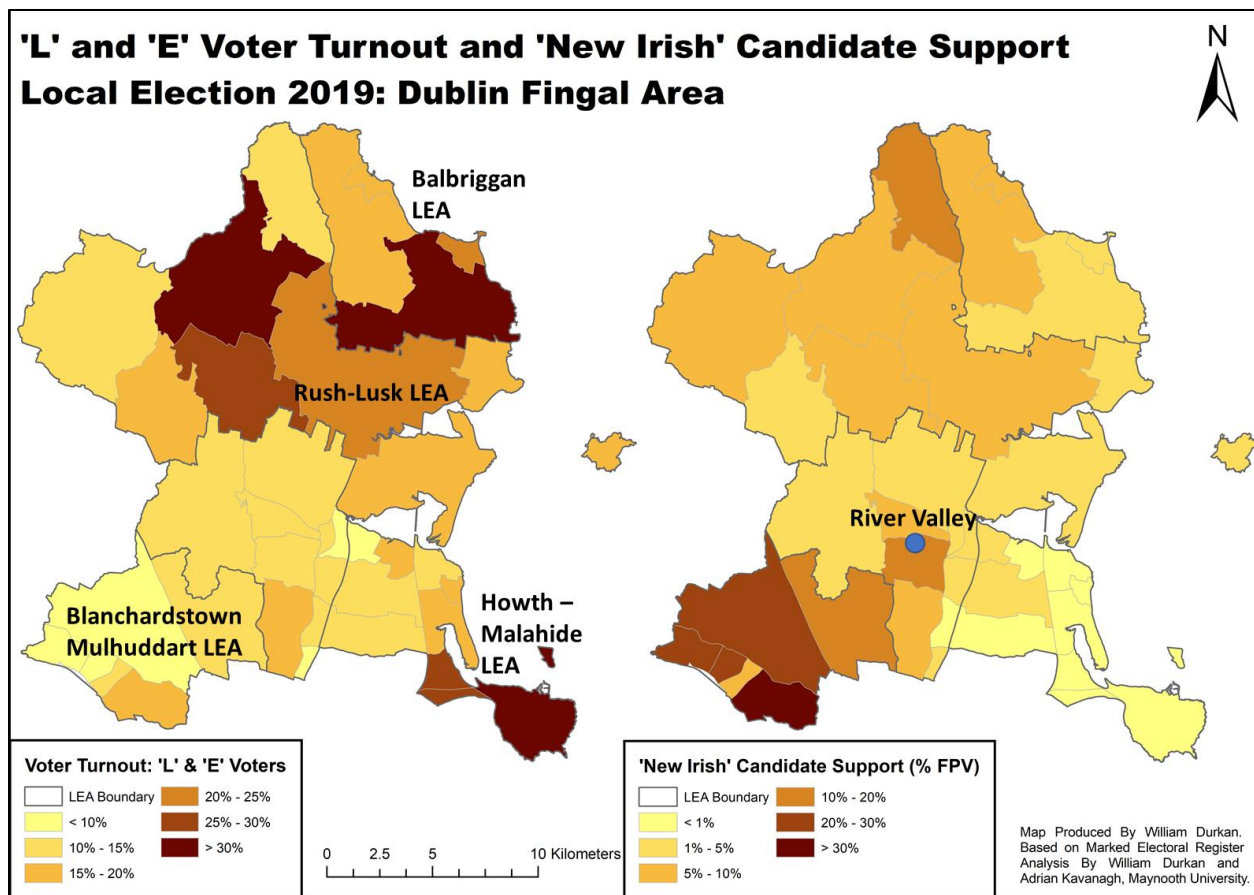 'L' and 'E' Voter Turnout and 'New Irish' Candidate Support
Local Election 2019: Dublin Fingal Area
N
Balbriggan
LEA
Rush-Lusk LEA
River Valley
Blanchardstown
Mulhuddart LEA
Howth –
Malahide
LEA
Voter Turnout: 'L' & 'E' Voters
LEA Boundary
< 10%
10% - 15%
15% - 20%
20% - 25%
25% - 30%
> 30%
0 2.5 5 10 Kilometers
'New Irish' Candidate Support (% FPV)
LEA Boundary
< 1%
1% - 5%
5% - 10%
10% - 20%
20% - 30%
> 30%
Map Produced By William Durkan.
Based on Marked Electoral Register
Analysis By William Durkan and
Adrian Kavanagh, Maynooth University.